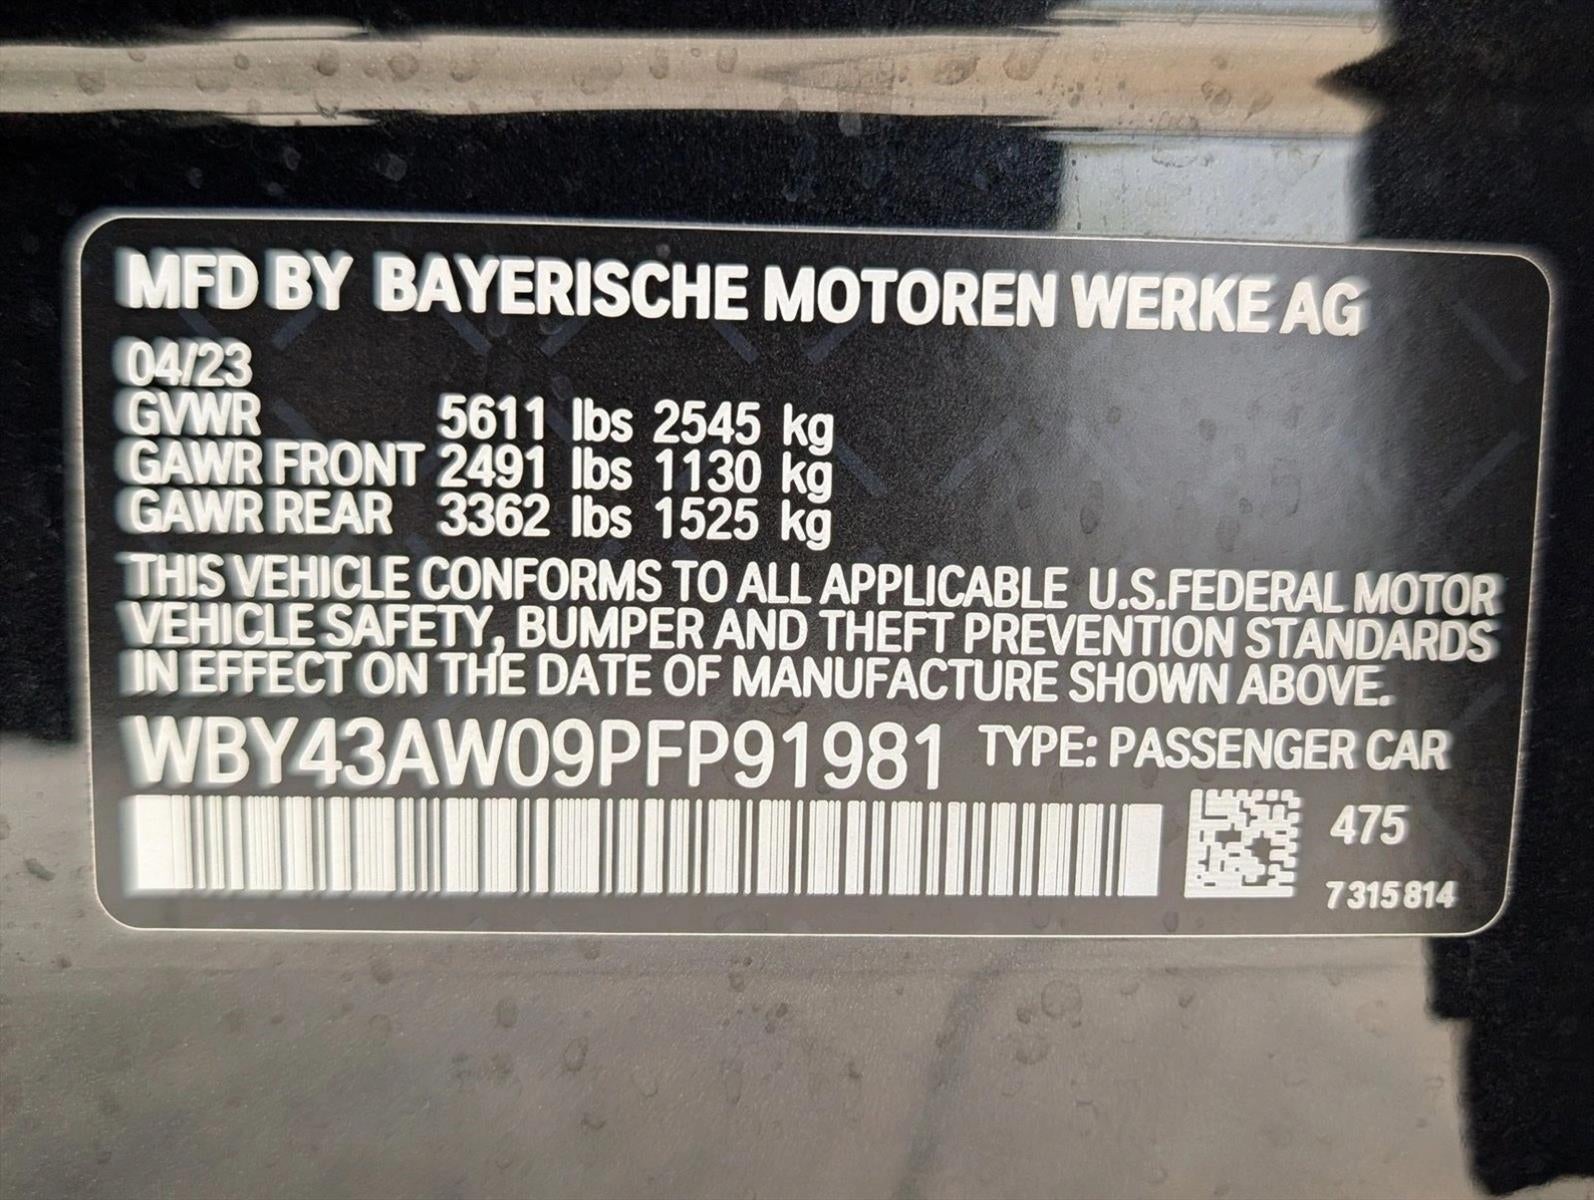 MFD BY BAYERISCHE MOTOREN WERKE AG
04/23
GVWR 5611 lbs 2545 kg
GAWR FRONT 2491 lbs 1130 kg
GAWR REAR 3362 lbs 1525 kg
THIS VEHICLE CONFORMS TO ALL APPLICABLE U.S.FEDERAL MOTOR
VEHICLE SAFETY, BUMPER AND THEFT PREVENTION STANDARDS
IN EFFECT ON THE DATE OF MANUFACTURE SHOWN ABOVE.
WBY43AW09PFP91981 TYPE: PASSENGER CAR
475
7315814